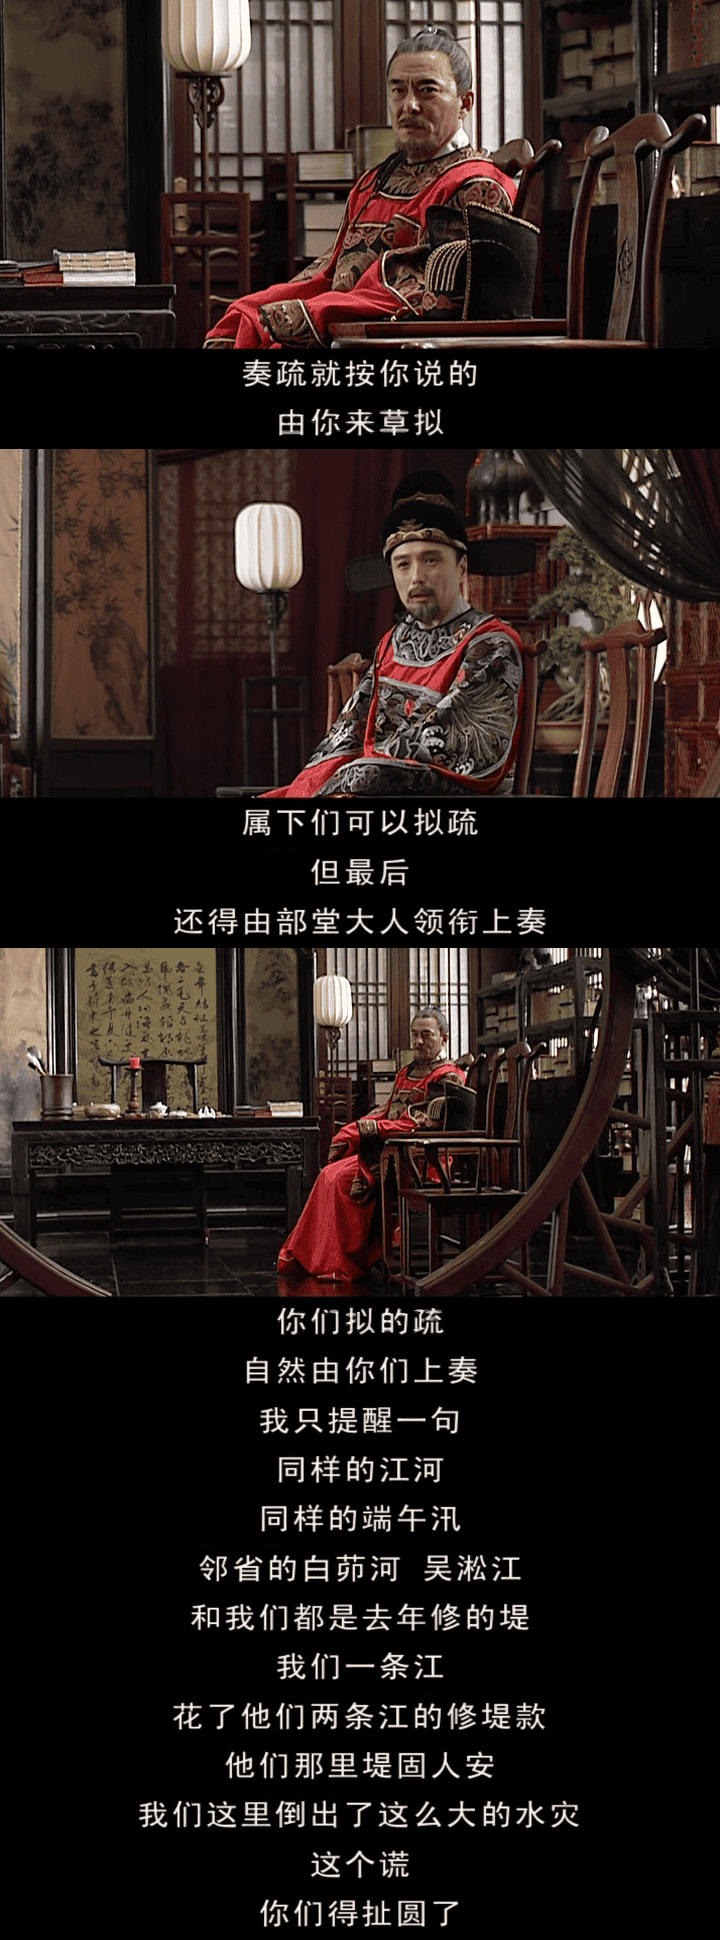 奏疏就按你说的
由你来草拟
属下们可以拟疏
但最后
还得由部堂大人领衔上奏
你们拟的疏
自然由你们上奏
我只提醒一句
同样的江河
同样的端午汛
邻省的白茆河 吴淞江
和我们都是去年修的堤
我们一条江
花了他们两条江的修堤款
他们那里堤固人安
我们这里倒出了这么大的水灾
这个谎
你们得扯圆了